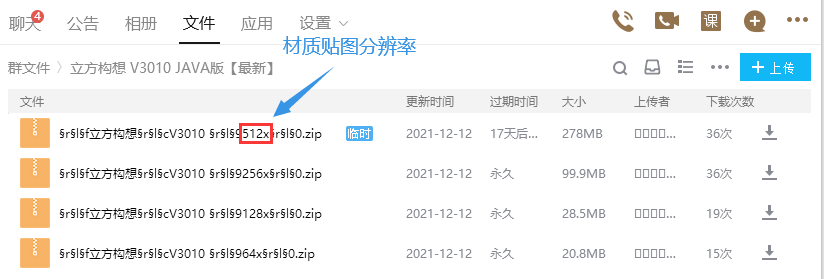 聊天 4 公告 相册 文件 应用 设置 课
材质贴图分辨率
群文件 〉立方构想 V3010 JAVA版【最新】 上传
文件 更新时间 过期时间 大小 上传者 下载次数
§r§l§f立方构想§r§l§cV3010 §r§l§9512x§r§l§0.zip 临时 2021-12-12 17天后... 278MB □□□□... 36次
§r§l§f立方构想§r§l§cV3010 §r§l§9256x§r§l§0.zip 2021-12-12 永久 99.9MB □□□□... 36次
§r§l§f立方构想§r§l§cV3010 §r§l§9128x§r§l§0.zip 2021-12-12 永久 28.5MB □□□□... 19次
§r§l§f立方构想§r§l§cV3010 §r§l§964x§r§l§0.zip 2021-12-12 永久 20.8MB □□□□... 15次